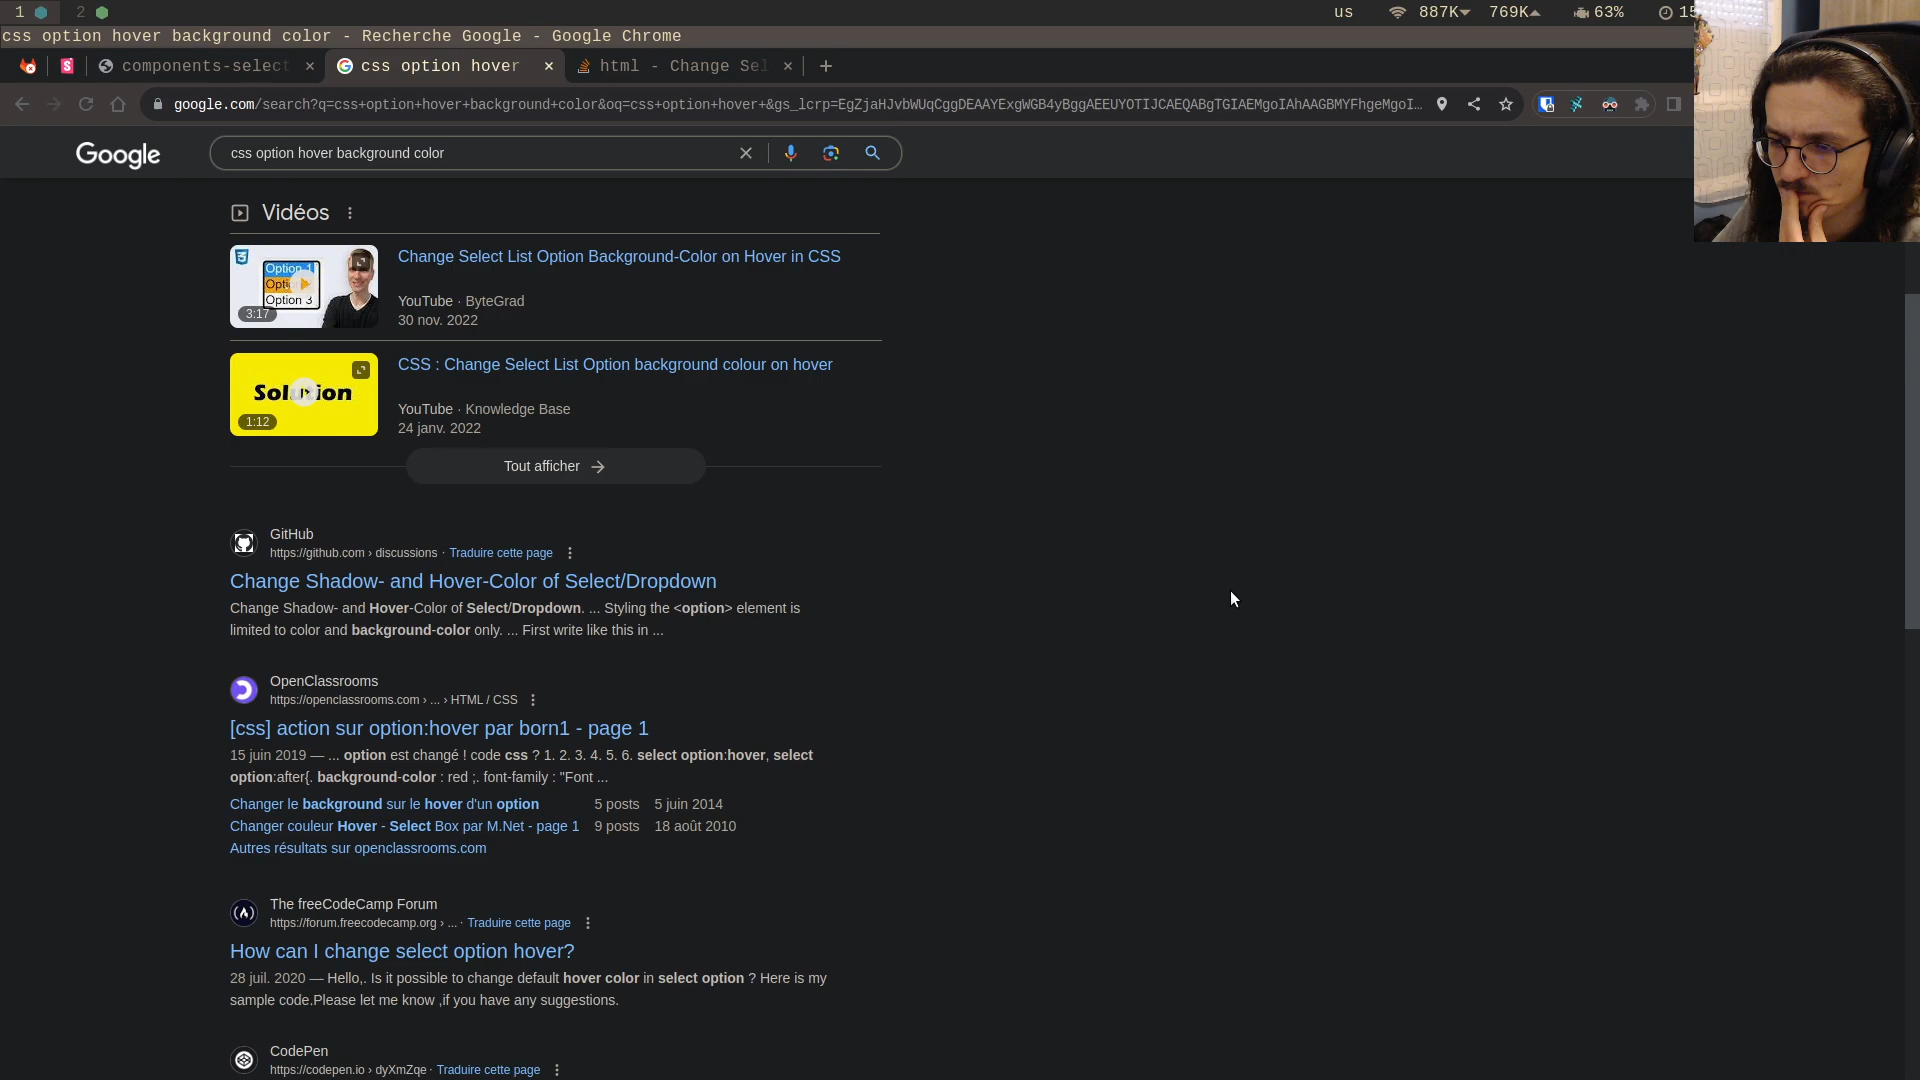 1 2 us 887K 769K 63% 15
css option hover background color - Recherche Google - Google Chrome
components-select css option hover html - Change Sel
google.com/search?q=css+option+hover+background+color&oq=css+option+hover+&gs_lcrp=EgZjaHJvbWUqCggDEAAYExgWGB4yBggAEEUYOTIJCAEQABgTGIAEMgoIAhAAGBMYFhgeMgoI...
Google
css option hover background color
Vidéos
Option 1
Option 3
3:17
Change Select List Option Background-Color on Hover in CSS
YouTube · ByteGrad
30 nov. 2022
Solution
1:12
CSS : Change Select List Option background colour on hover
YouTube · Knowledge Base
24 janv. 2022
Tout afficher
GitHub
https://github.com › discussions · Traduire cette page
Change Shadow- and Hover-Color of Select/Dropdown
Change Shadow- and Hover-Color of Select/Dropdown. ... Styling the <option> element is
limited to color and background-color only. ... First write like this in ...
OpenClassrooms
https://openclassrooms.com › ... › HTML / CSS
[css] action sur option:hover par born1 - page 1
15 juin 2019 — ... option est changé ! code css ? 1. 2. 3. 4. 5. 6. select option:hover, select
option:after{. background-color : red ;. font-family : "Font ...
Changer le background sur le hover d'un option 5 posts 5 juin 2014
Changer couleur Hover - Select Box par M.Net - page 1 9 posts 18 août 2010
Autres résultats sur openclassrooms.com
The freeCodeCamp Forum
https://forum.freecodecamp.org › ... · Traduire cette page
How can I change select option hover?
28 juil. 2020 — Hello,. Is it possible to change default hover color in select option ? Here is my
sample code.Please let me know ,if you have any suggestions.
CodePen
https://codepen.io › dyXmZqe · Traduire cette page